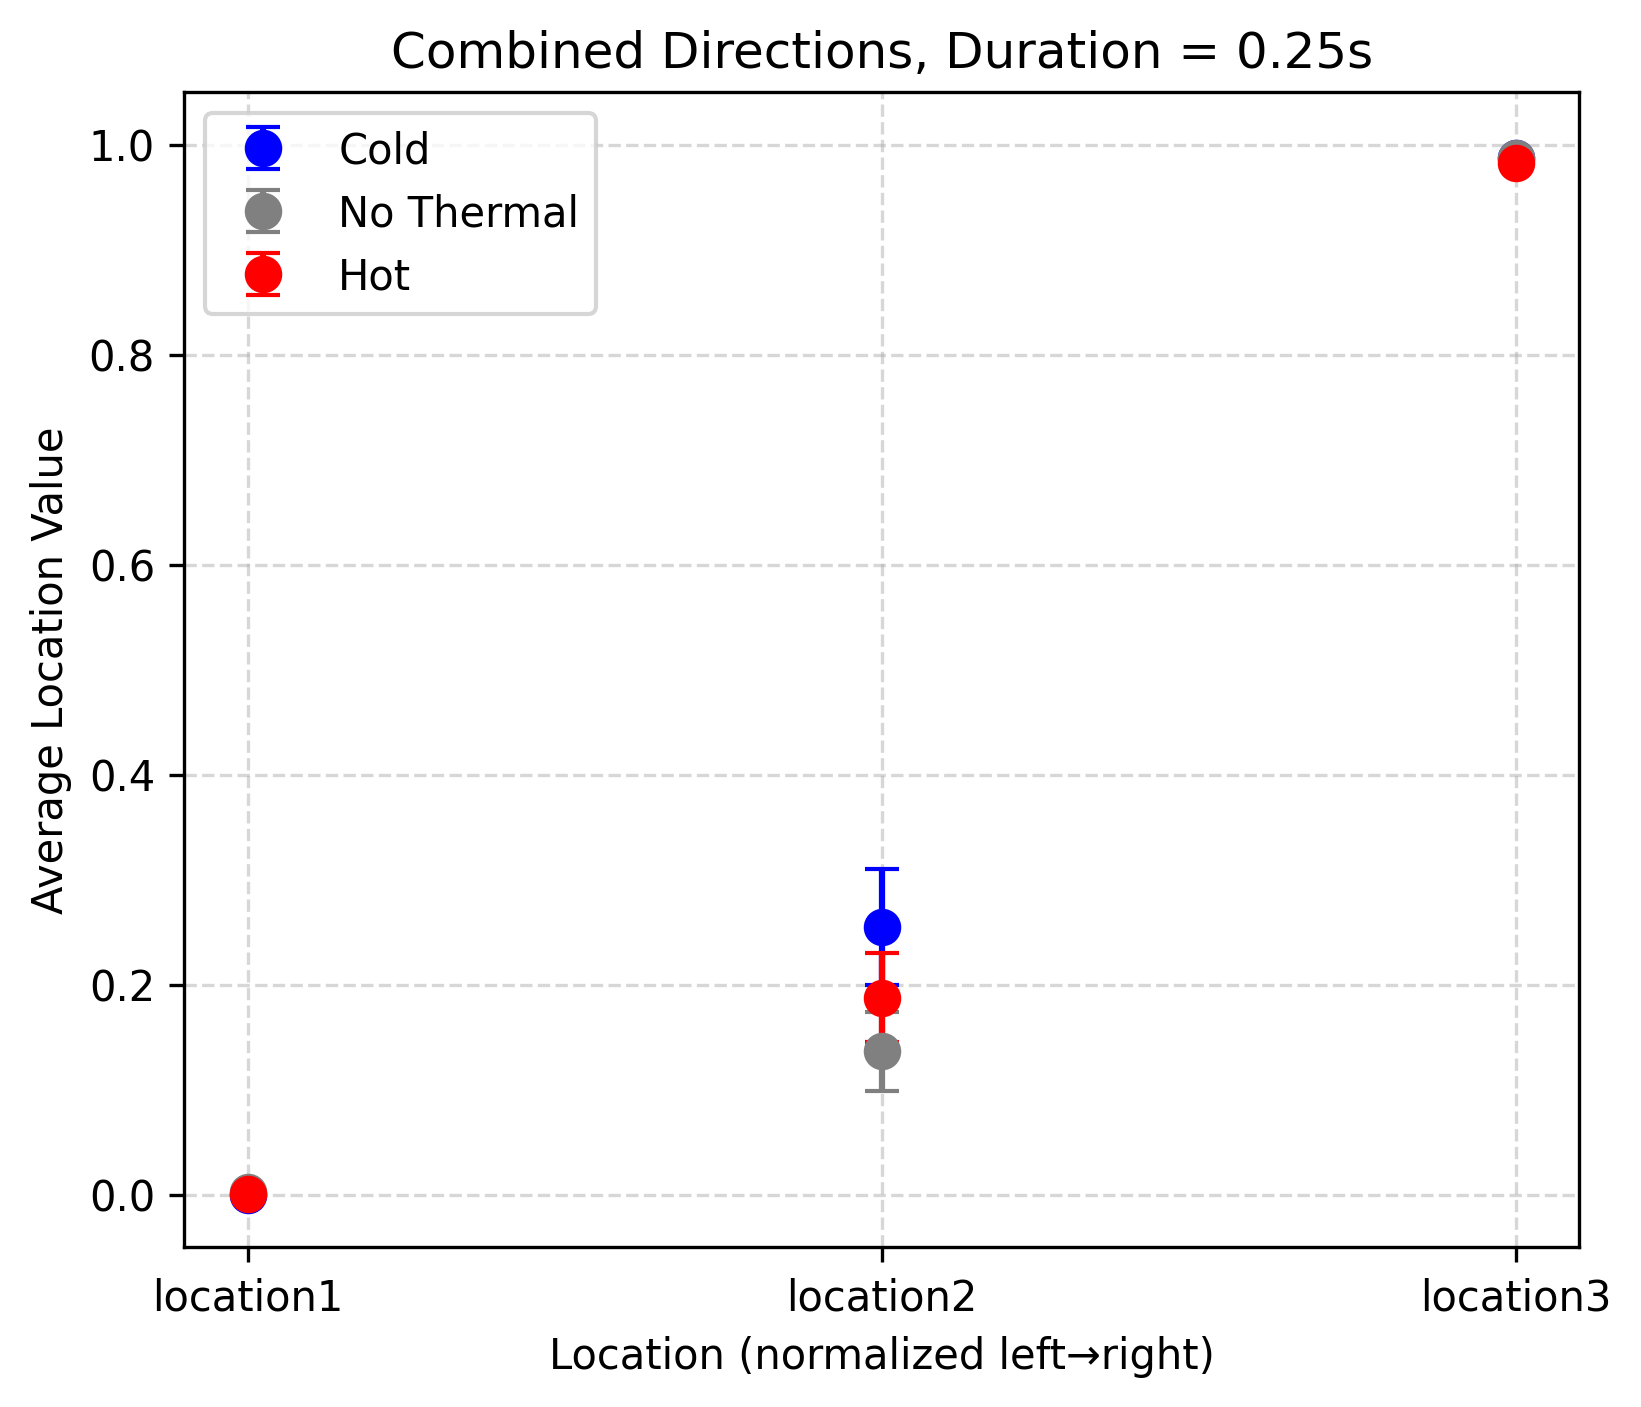 Combined Directions, Duration = 0.25s
Cold
No Thermal
Hot
1.0
0.8
0.6
0.4
0.2
0.0
Average Location Value
location1
location2
location3
Location (normalized left→right)